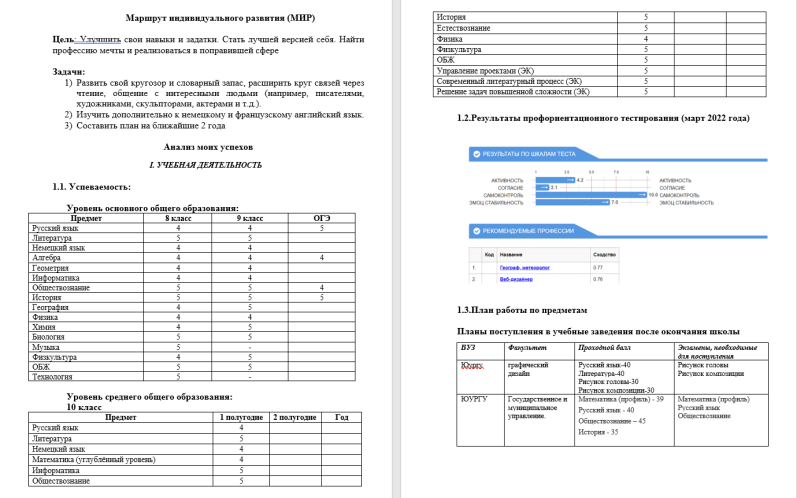 Маршрут индивидуального развития (МИР)
Цель: Улучшить свои навыки и задатки. Стать лучшей версией себя. Найти
профессию мечты и реализоваться в поправившей сфере
Задачи:
1) Развить свой кругозор и словарный запас, расширить круг связей через
чтение, общение с интересными людьми (например, писателями,
художниками, скульпторами, актерами и т.д.).
2) Изучить дополнительно к немецкому и французскому английский язык.
3) Составить план на ближайшие 2 года
Анализ моих успехов
I. УЧЕБНАЯ ДЕЯТЕЛЬНОСТЬ
1.1. Успеваемость:
Уровень основного общего образования:
Предмет 8 класс 9 класс ОГЭ
Русский язык 4 4 5
Литература 5 5
Немецкий язык 4 4
Алгебра 4 4 4
Геометрия 4 4
Информатика 4 4
Обществознание 5 5 4
История 5 5 5
География 4 5
Физика 4 4
Химия 4 5
Биология 5 5
Музыка 5 -
Физкультура 4 5
ОБЖ 5 5
Технология 5 -
Уровень среднего общего образования:
10 класс
Предмет 1 полугодие 2 полугодие Год
Русский язык 4
Литература 5
Немецкий язык 4
Математика (углублённый уровень) 4
Информатика 5
Обществознание 5
История 5
Естествознание 5
Физика 4
Физкультура 5
ОБЖ 5
Управление проектами (ЭК) 5
Современный литературный процесс (ЭК) 5
Решение задач повышенной сложности (ЭК) 5
1.2.Результаты профориентационного тестирования (март 2022 года)
РЕЗУЛЬТАТЫ ПО ШКАЛАМ ТЕСТА
АКТИВНОСТЬ 4.2 АКТИВНОСТЬ
СОГЛАСИЕ 2.1 СОГЛАСИЕ
САМОКОНТРОЛЬ 10.0 САМОКОНТРОЛЬ
ЭМОЦ.СТАБИЛЬНОСТЬ ЭМОЦ.СТАБИЛЬНОСТЬ
РЕКОМЕНДУЕМЫЕ ПРОФЕССИИ
Код Название Сходство
1. Географ, метеоролог 0.77
2 Веб-дизайнер 0.76
1.3.План работы по предметам
Планы поступления в учебные заведения после окончания школы
ВУЗ Факультет Проходной балл Экзамены, необходимые
для поступления
Юургу графический Русский язык-40 Рисунок головы
дизайн Литература-40 Рисунок композиции
Рисунок головы-30
Рисунок композиции-30
ЮУРГУ Государственное и Математика (профиль) - 39 Математика (профиль)
муниципальное Русский язык - 40 Русский язык
управление. Обществознание – 45 Обществознание
История - 35